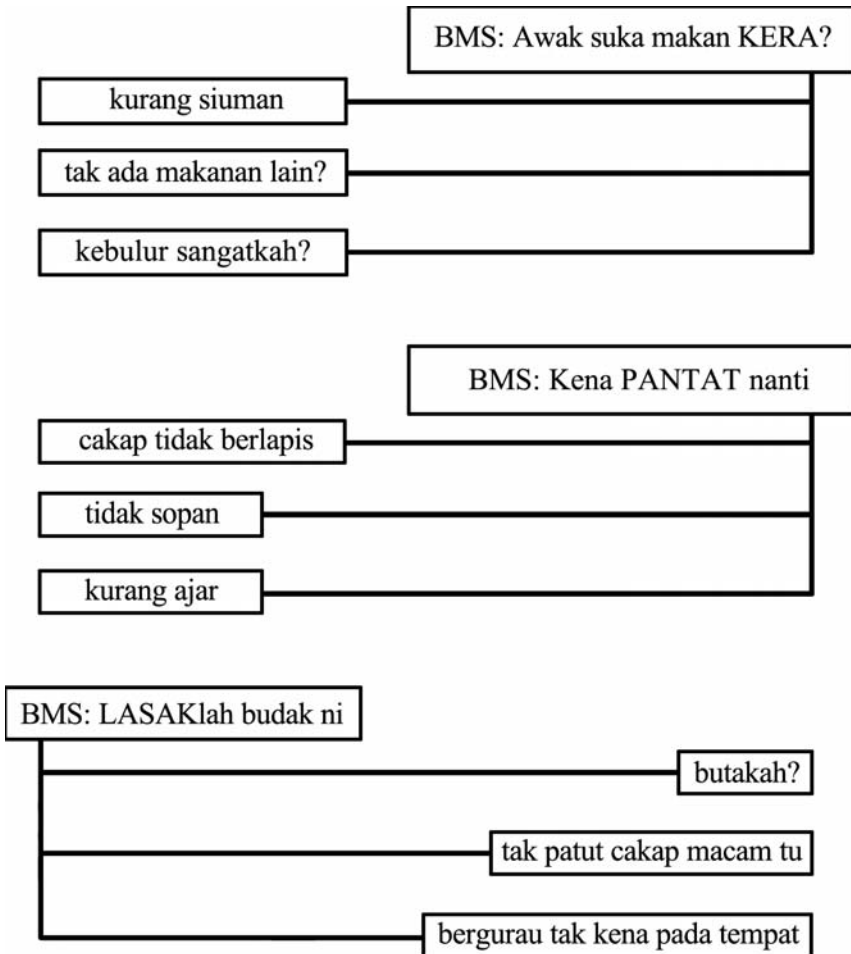 BMS: Awak suka makan KERA?
kurang siuman
tak ada makanan lain?
kebulur sangatkah?
BMS: Kena PANTAT nanti
cakap tidak berlapis
tidak sopan
kurang ajar
BMS: LASAKlah budak ni
butakah?
tak patut cakap macam tu
bergurau tak kena pada tempat